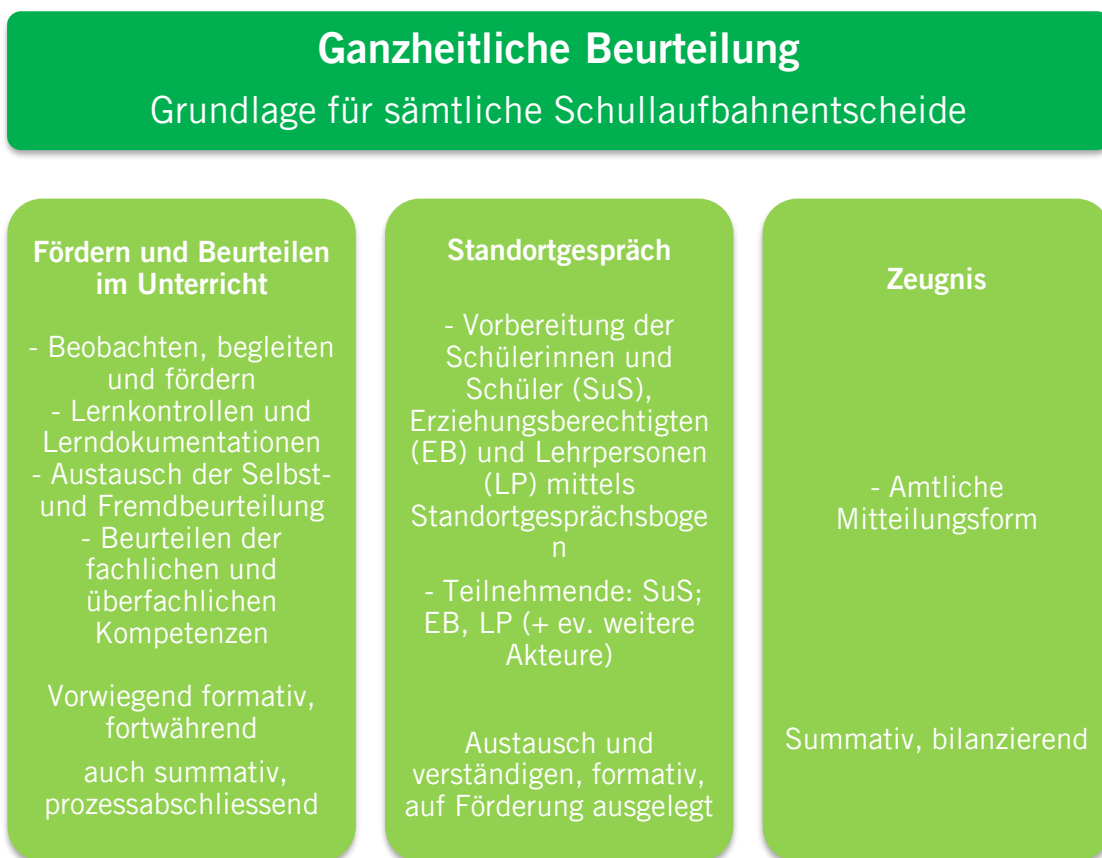 Ganzheitliche Beurteilung
Grundlage für sämtliche Schullaufbahnentscheide
Fördern und Beurteilen
im Unterricht
- Beobachten, begleiten
und fördern
- Lernkontrollen und
Lerndokumentationen
- Austausch der Selbst-
und Fremdbeurteilung
- Beurteilen der
fachlichen und
überfachlichen
Kompetenzen
Vorwiegend formativ,
fortwährend
auch summativ,
prozessabschliessend
Standortgespräch
- Vorbereitung der
Schülerinnen und
Schüler (SuS),
Erziehungsberechtigten
(EB) und Lehrpersonen
(LP) mittels
Standortgesprächsboge
n
- Teilnehmende: SuS;
EB, LP (+ ev. weitere
Akteure)
Austausch und
verständigen, formativ,
auf Förderung ausgelegt
Zeugnis
- Amtliche
Mitteilungsform
Summativ, bilanzierend